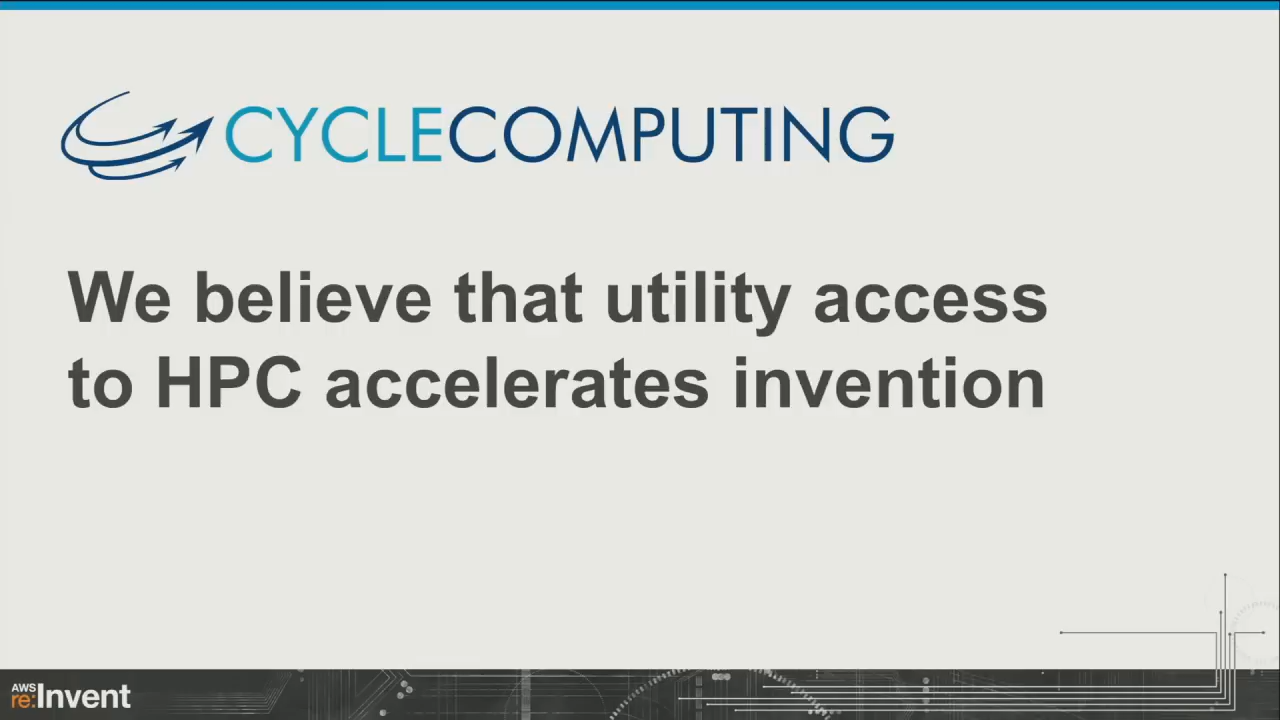 CYCLECOMPUTING
We believe that utility access
to HPC accelerates invention
AWS
re:Invent